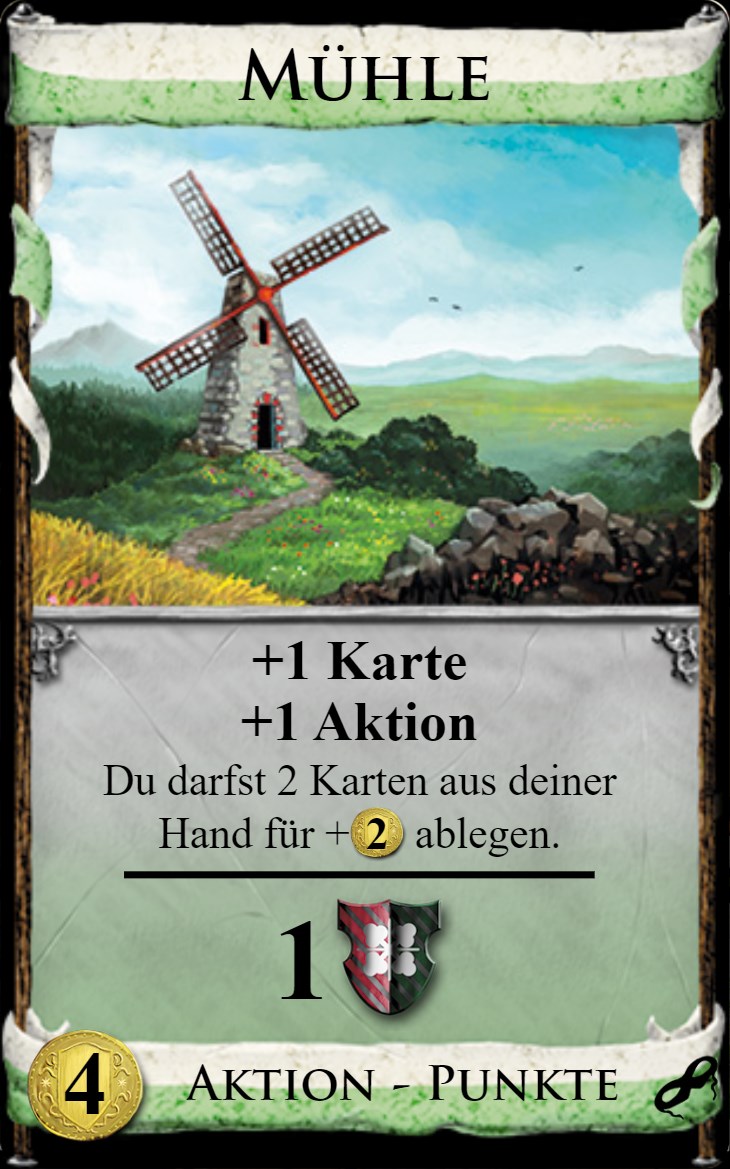 MÜHLE
+1 Karte
+1 Aktion
Du darfst 2 Karten aus deiner
Hand für +2 ablegen.
1
4 AKTION - PUNKTE